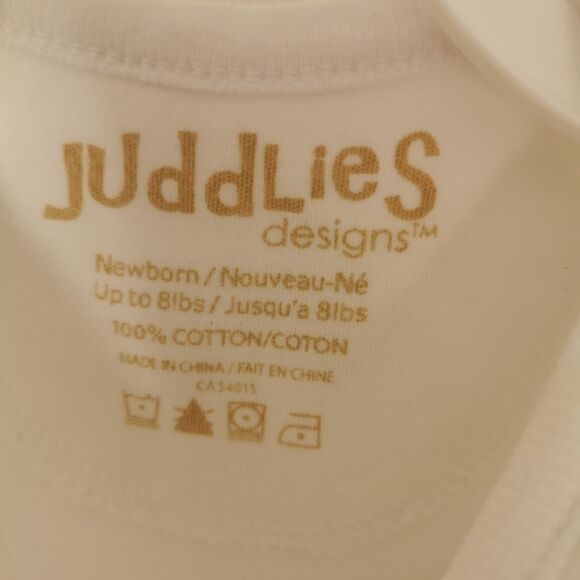 JUddLieS
designs™
Newborn / Nouveau-Né
Up to 8lbs / Jusqu'a 8lbs
100% COTTON/COTON
MADE IN CHINA / FAIT EN CHINE
CA54015